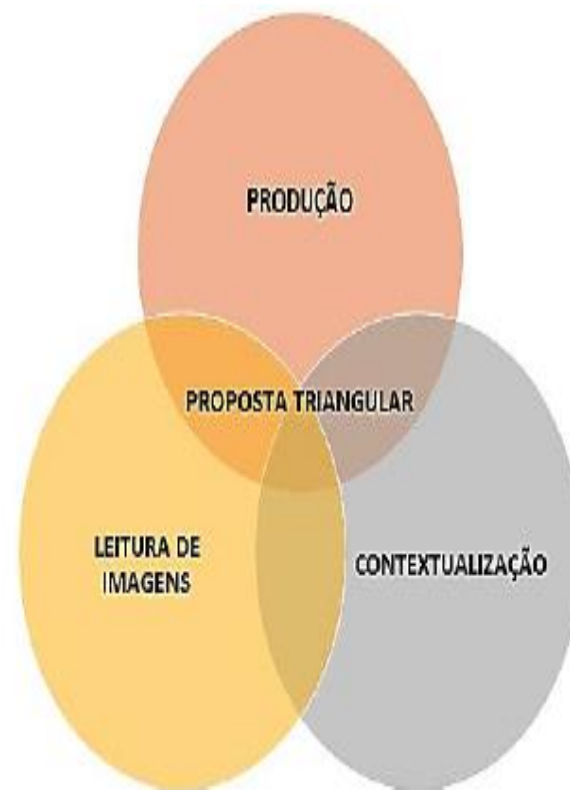 PRODUÇÃO
PROPOSTA TRIANGULAR
LEITURA DE
IMAGENS
CONTEXTUALIZAÇÃO